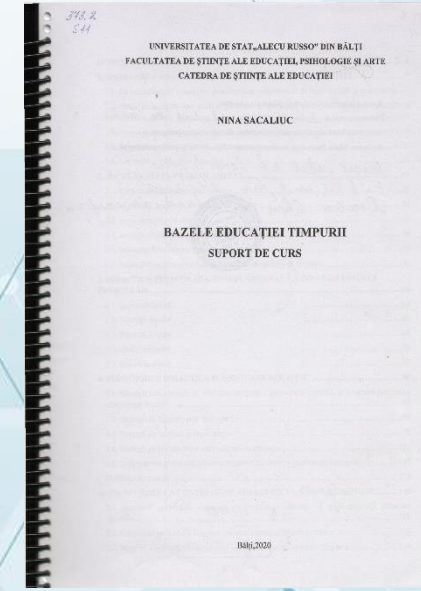 373.2
S 11
UNIVERSITATEA DE STAT„ALECU RUSSO" DIN BĂLȚI
FACULTATEA DE ȘTIINȚE ALE EDUCAȚIEI, PSIHOLOGIE ȘI ARTE
CATEDRA DE ȘTIINȚE ALE EDUCAȚIEI
NINA SACALIUC
BAZELE EDUCAȚIEI TIMPURII
SUPORT DE CURS
Bălți,2020